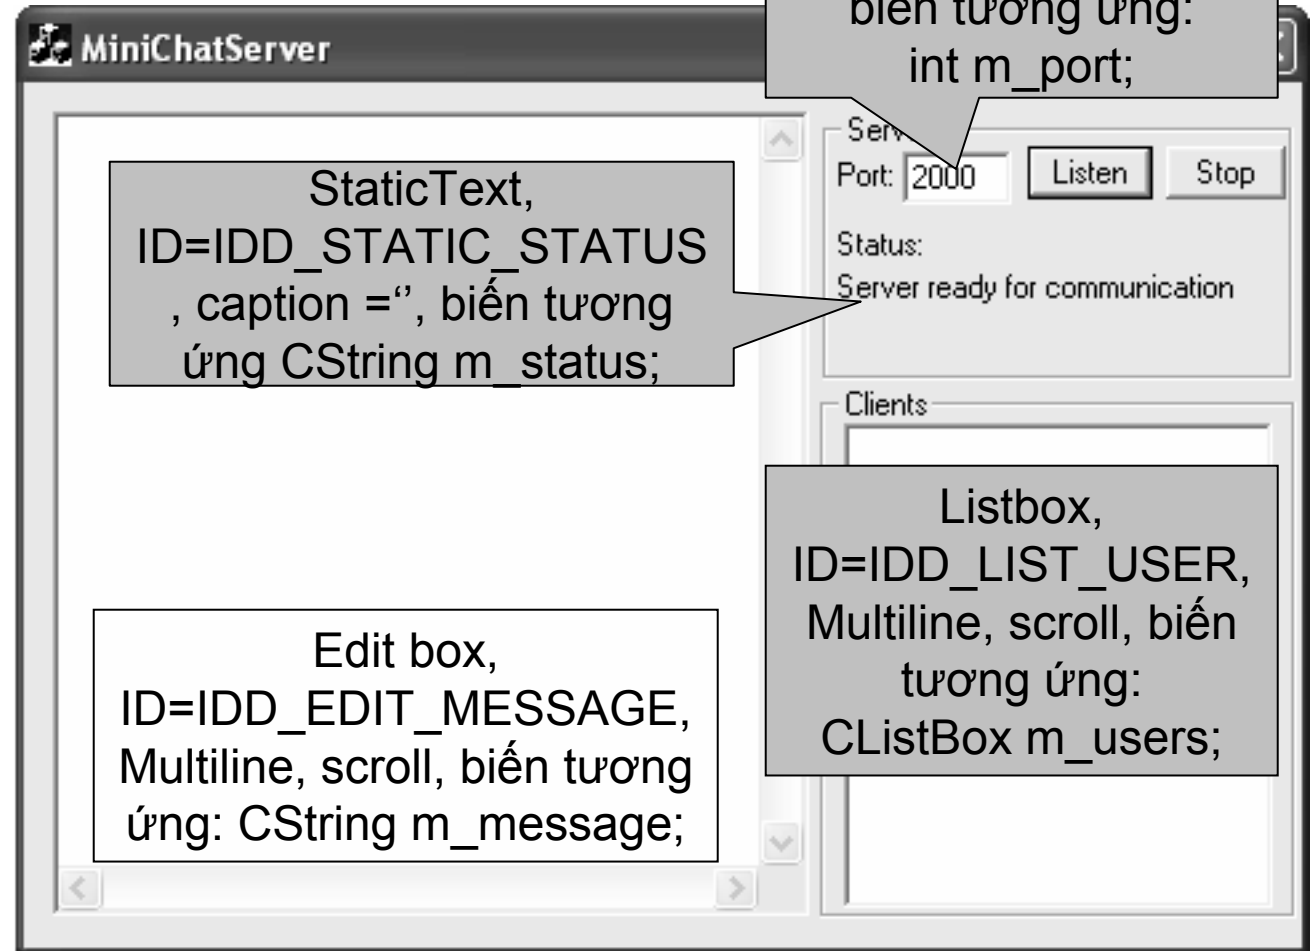 biến tương ứng:
int m_port;
MiniChatServer
StaticText,
ID=IDD_STATIC_STATUS
, caption =‘’, biến tương
ứng CString m_status;
Port: 2000 Listen Stop
Status:
Server ready for communication
Clients
Listbox,
ID=IDD_LIST_USER,
Multiline, scroll, biến
tương ứng:
CListBox m_users;
Edit box,
ID=IDD_EDIT_MESSAGE,
Multiline, scroll, biến tương
ứng: CString m_message;